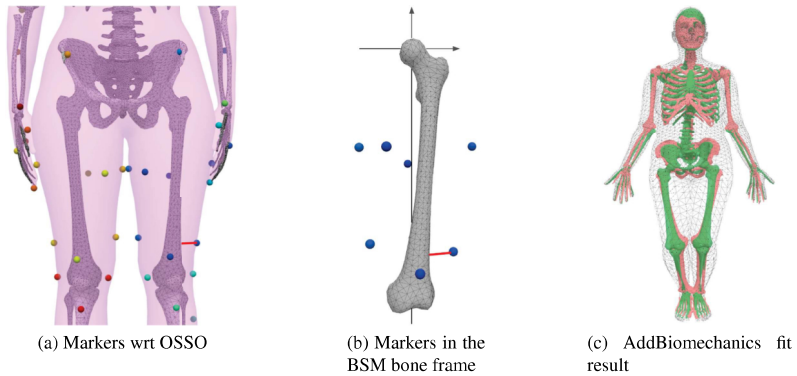 (a) Markers wrt OSSO
(b) Markers in the
BSM bone frame
(c) AddBiomechanics fit
result